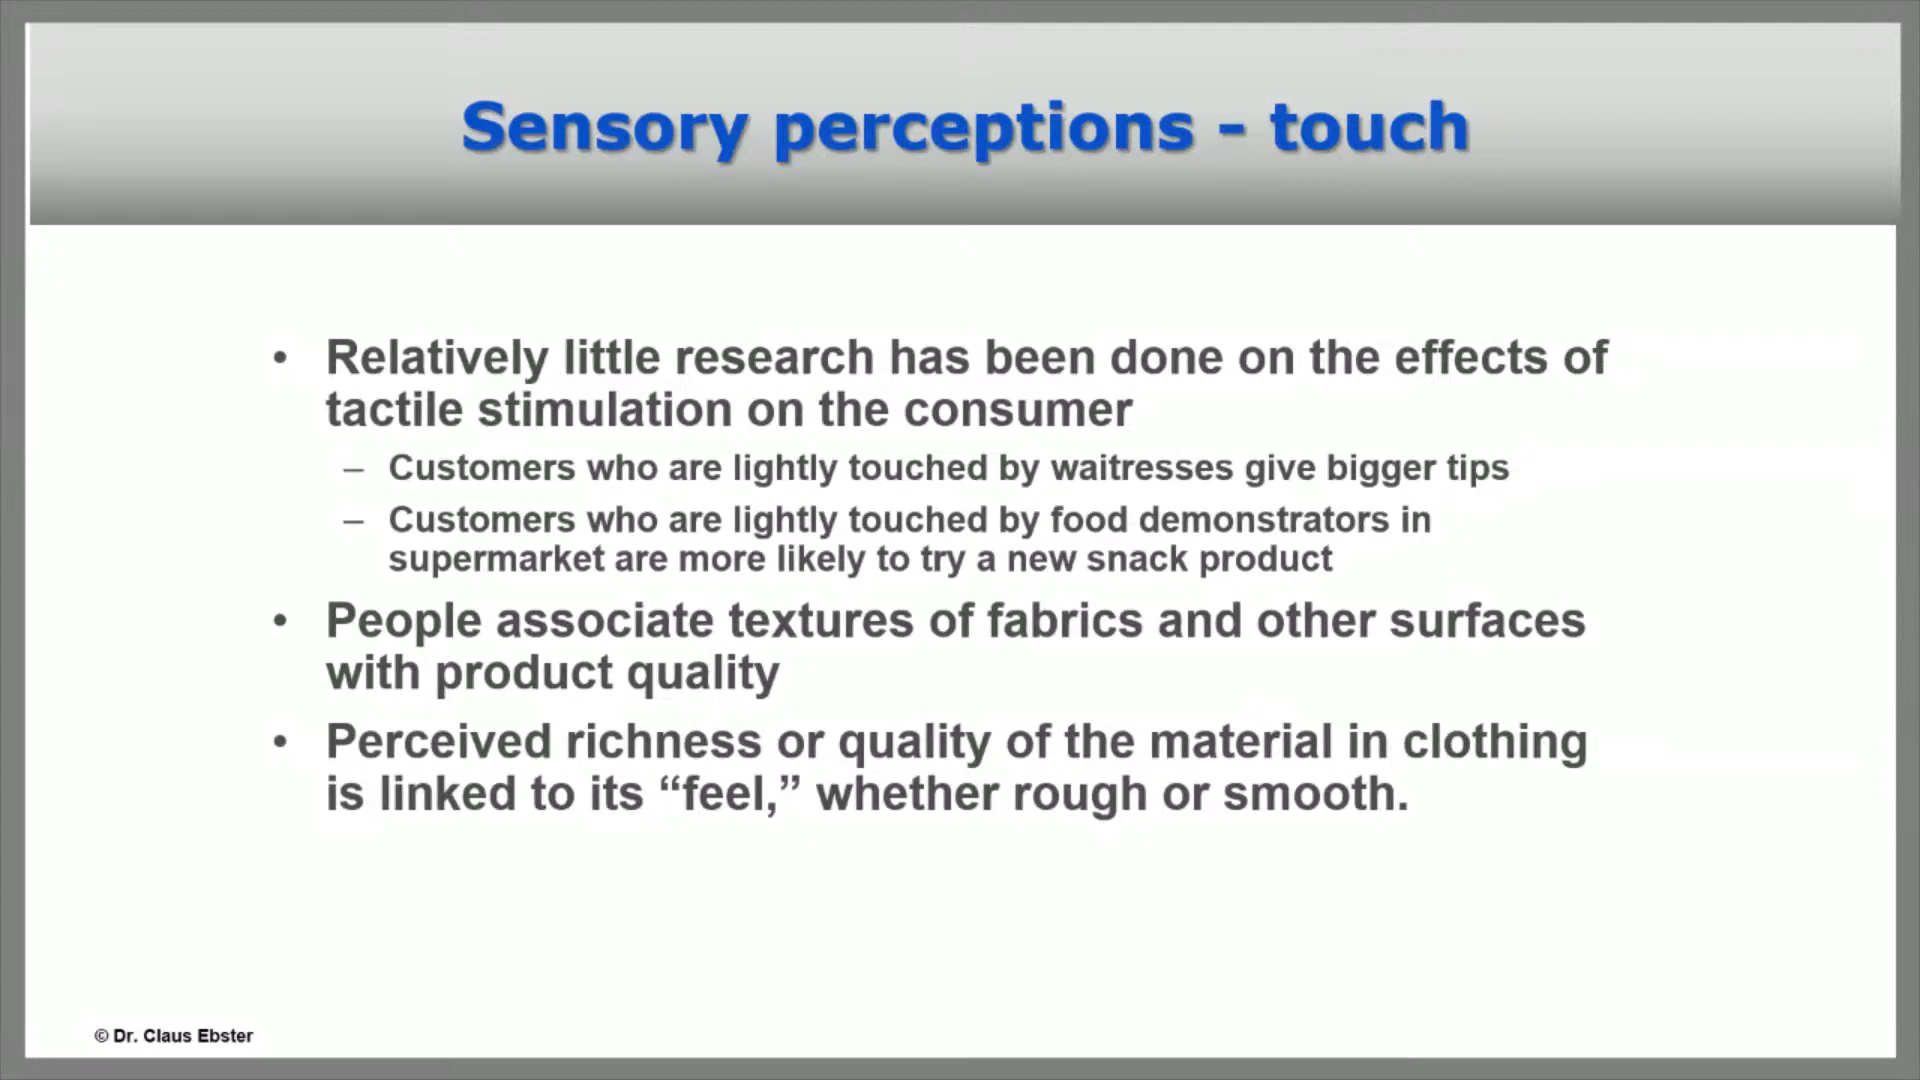 Sensory perceptions - touch
• Relatively little research has been done on the effects of
tactile stimulation on the consumer
– Customers who are lightly touched by waitresses give bigger tips
– Customers who are lightly touched by food demonstrators in
supermarket are more likely to try a new snack product
• People associate textures of fabrics and other surfaces
with product quality
• Perceived richness or quality of the material in clothing
is linked to its “feel,” whether rough or smooth.
© Dr. Claus Ebster